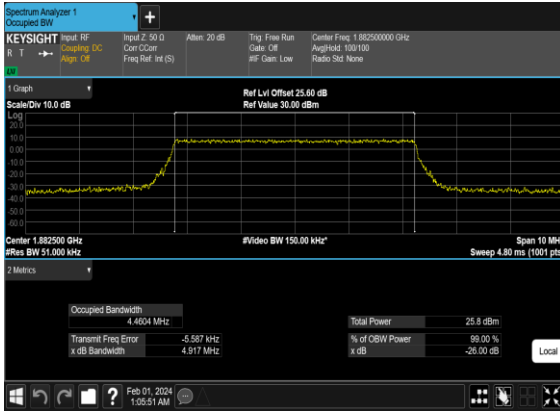 Spectrum Analyzer 1
Occupied BW
+
KEYSIGHT
R T
Input: RF
Coupling: DC
Align: Off
Input Z: 50 Ω
Corr CCorr
Freq Ref: Int (S)
Atten: 20 dB
Trig: Free Run
Gate: Off
#IF Gain: Low
Center Freq: 1.882500000 GHz
Avg|Hold: 100/100
Radio Std: None
1 Graph
Scale/Div 10.0 dB
Ref Lvl Offset 25.60 dB
Ref Value 30.00 dBm
Log
20.0
10.0
0.00
-10.0
-20.0
-30.0
-40.0
-50.0
-60.0
Center 1.882500 GHz
#Res BW 51.000 kHz
#Video BW 150.00 kHz*
Span 10 MH
Sweep 4.80 ms (1001 pts
2 Metrics
Occupied Bandwidth
4.4604 MHz
Total Power 25.8 dBm
Transmit Freq Error -5.587 kHz
% of OBW Power 99.00 %
x dB Bandwidth 4.917 MHz
x dB -26.00 dB
Local
?
Feb 01, 2024
1:05:51 AM